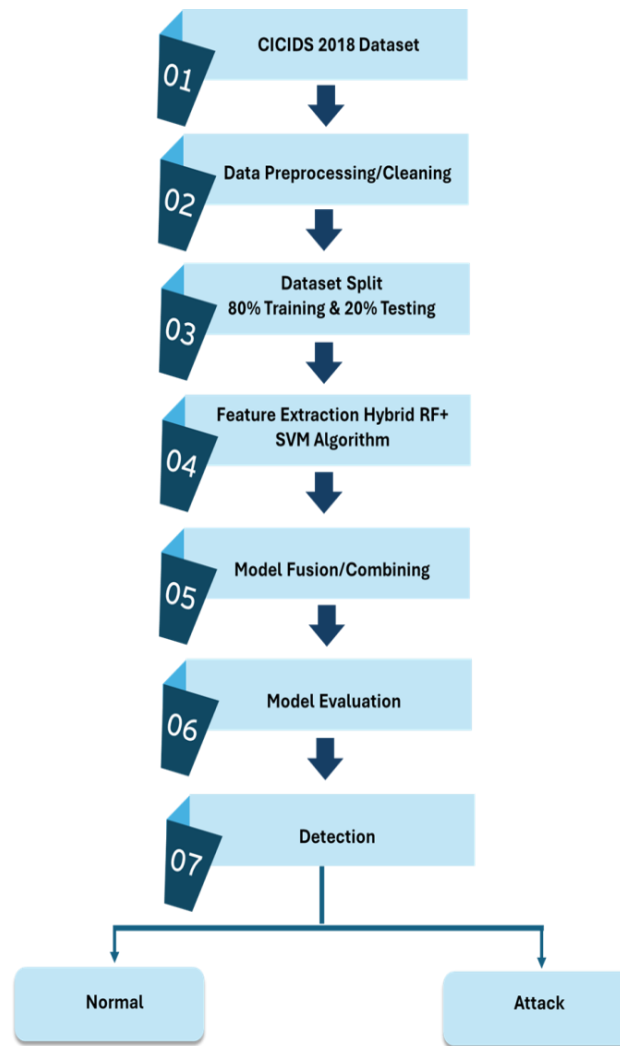 01
CICIDS 2018 Dataset
02
Data Preprocessing/Cleaning
03
Dataset Split
80% Training & 20% Testing
04
Feature Extraction Hybrid RF+
SVM Algorithm
05
Model Fusion/Combining
06
Model Evaluation
07
Detection
Normal
Attack